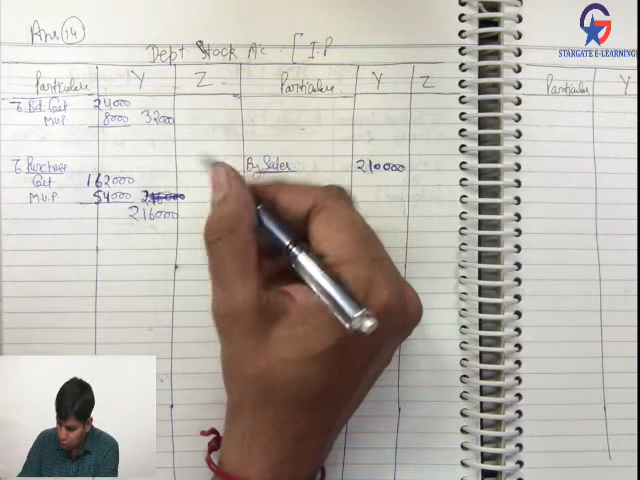 Ans 14
Dept Stock A/c [I.P
Particulars Y Z Particulars Y Z
To Bal. Cost 24000
M.U.P 8000 32000
To Purchase By Sales 210000
Cost 162000
M.U.P 54000
216000
Particulars Y
STARGATE E-LEARNING